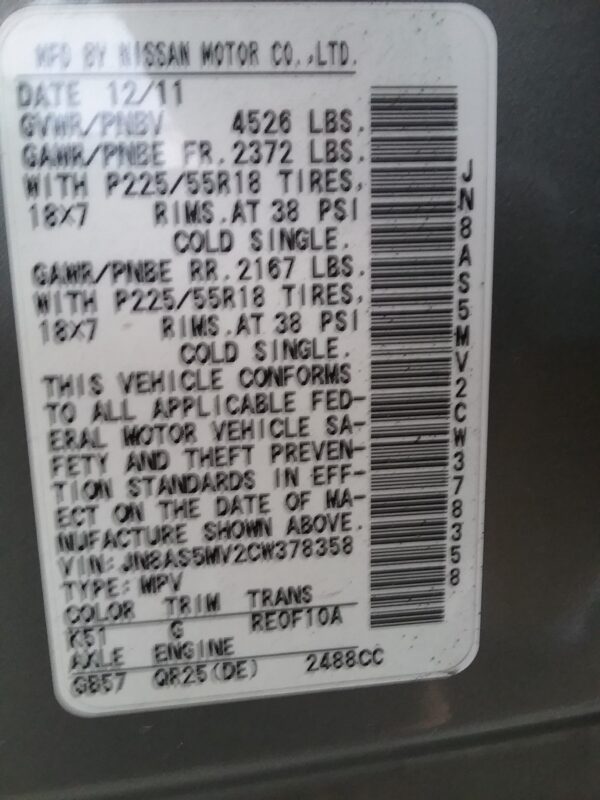 MFD BY NISSAN MOTOR CO.,LTD.
DATE 12/11
GVWR/PNBV 4526 LBS.
GAWR/PNBE FR. 2372 LBS.
WITH P225/55R18 TIRES,
18X7 RIMS.AT 38 PSI
COLD SINGLE.
GAWR/PNBE RR. 2167 LBS.
WITH P225/55R18 TIRES,
18X7 RIMS.AT 38 PSI
COLD SINGLE.
THIS VEHICLE CONFORMS
TO ALL APPLICABLE FED-
ERAL MOTOR VEHICLE SA-
FETY AND THEFT PREVEN-
TION STANDARDS IN EFF-
ECT ON THE DATE OF MA-
NUFACTURE SHOWN ABOVE.
VIN: JN8AS5MV2CW378358
TYPE: MPV
COLOR TRIM TRANS
K51 G RE0F10A
AXLE ENGINE
GB57 QR25(DE) 2488CC
JN8AS5MV2CW378358